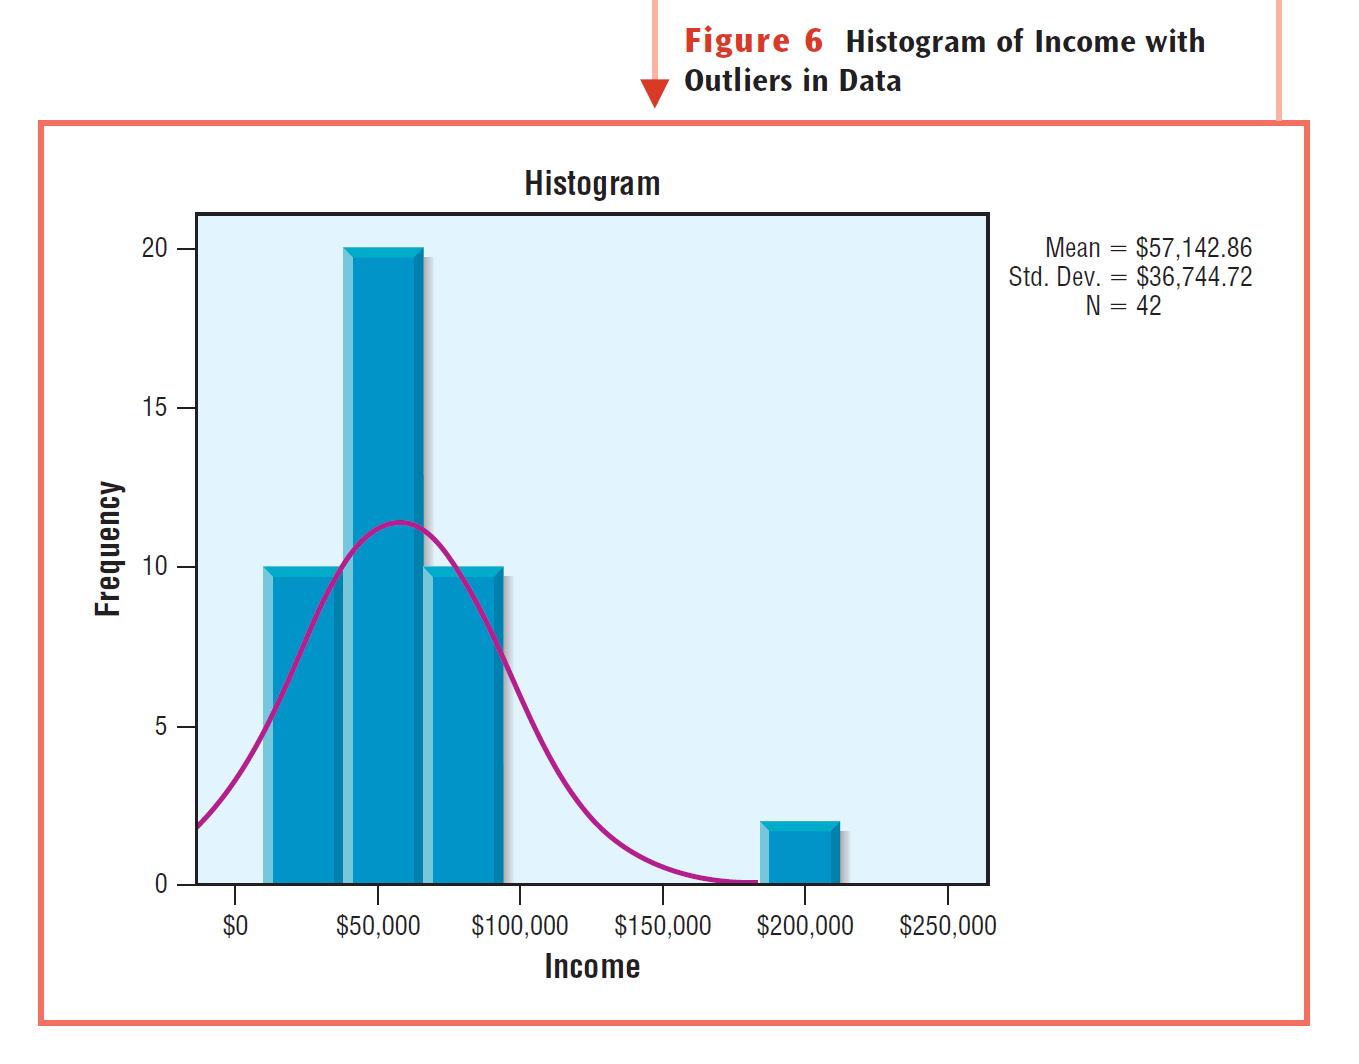 Figure 6 Histogram of Income with
Outliers in Data
Histogram
Mean = $57,142.86
Std. Dev. = $36,744.72
N = 42
Frequency
20
15
10
5
0
$0 $50,000 $100,000 $150,000 $200,000 $250,000
Income